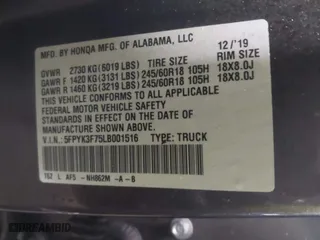 MFD. BY HONDA MFG. OF ALABAMA, LLC 12/'19
GVWR 2730 KG (6019 LBS) TIRE SIZE RIM SIZE
GAWR F 1420 KG (3131 LBS) 245/60R18 105H 18X8.0J
GAWR R 1460 KG (3219 LBS) 245/60R18 105H 18X8.0J
THIS VEHICLE CONFORMS TO ALL APPLICABLE
FEDERAL MOTOR VEHICLE SAFETY STANDARDS IN
EFFECT ON THE DATE OF MANUFACTURE SHOWN ABOVE.
V.I.N.: 5FPYK3F75LB001516 TYPE: TRUCK
T6Z L AF5 -NH862M -A -B
AUTOBIDMASTER